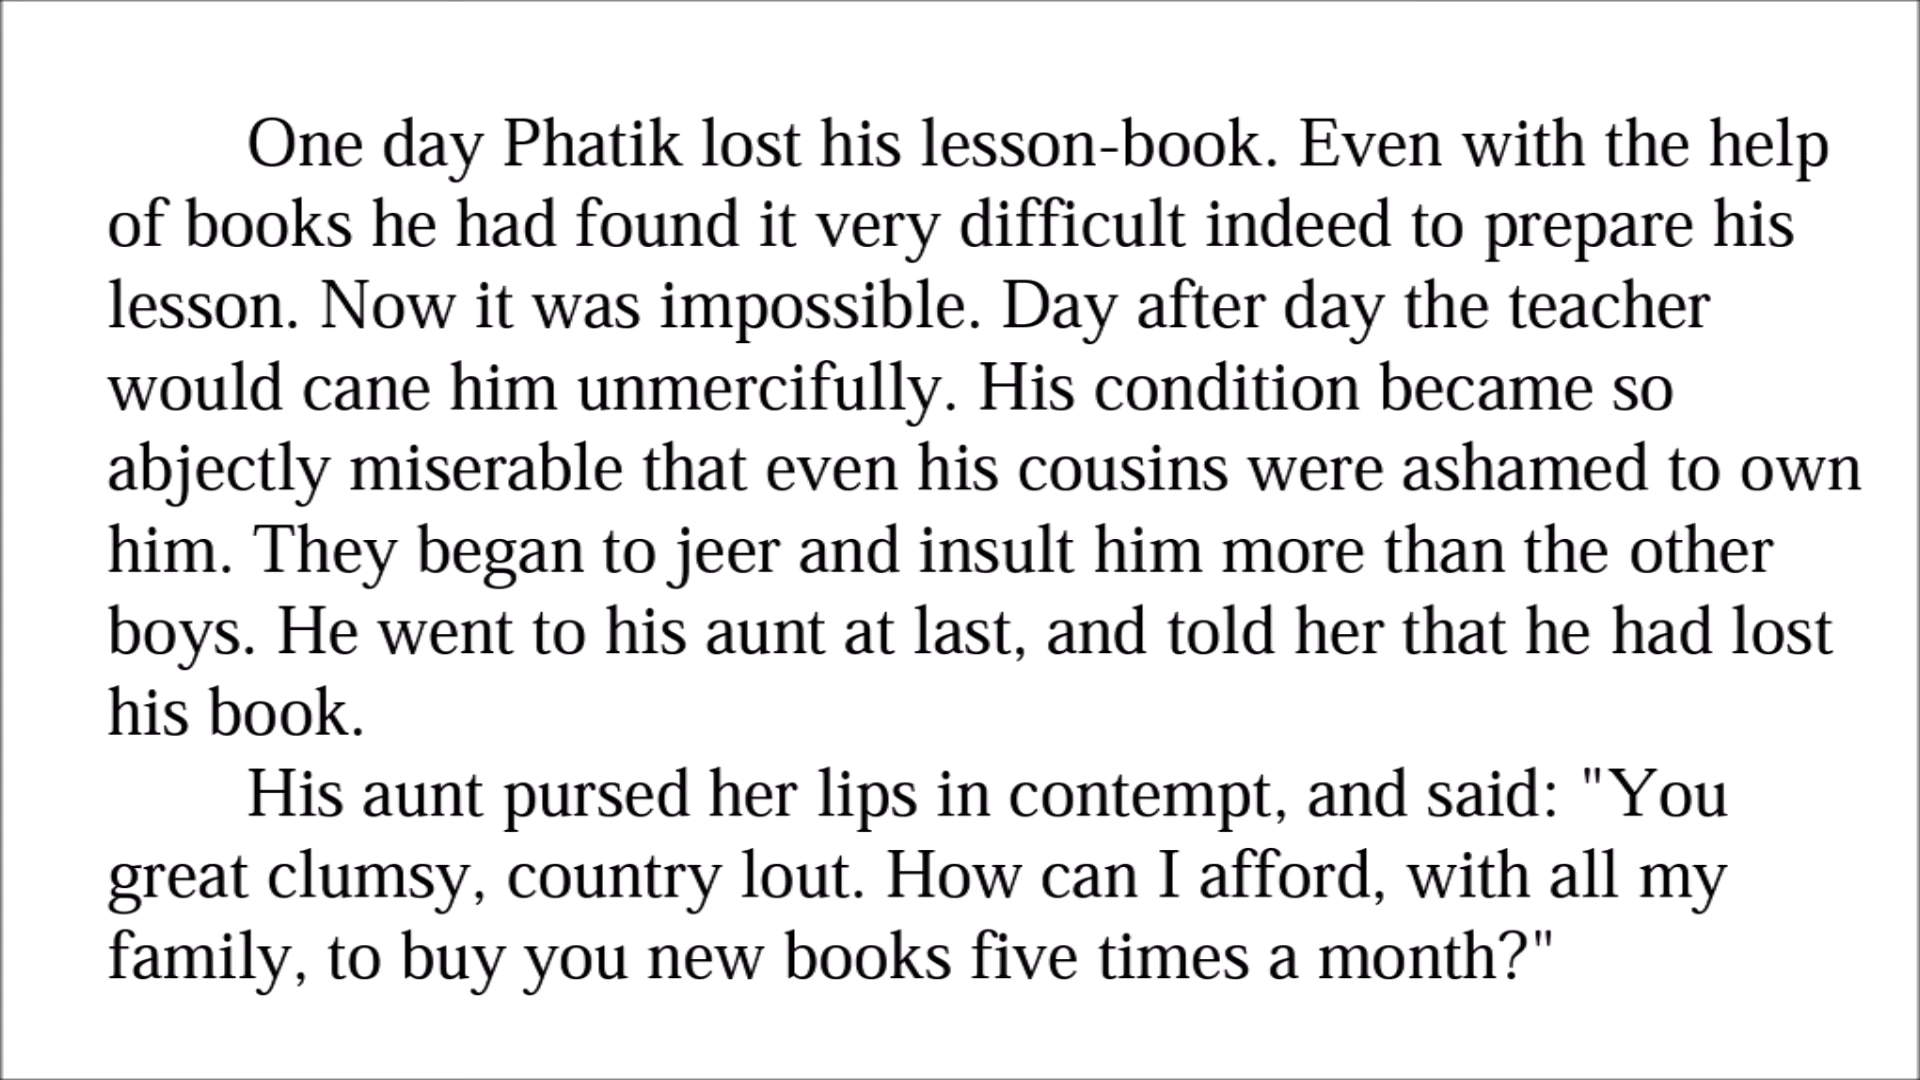 One day Phatik lost his lesson-book. Even with the help
of books he had found it very difficult indeed to prepare his
lesson. Now it was impossible. Day after day the teacher
would cane him unmercifully. His condition became so
abjectly miserable that even his cousins were ashamed to own
him. They began to jeer and insult him more than the other
boys. He went to his aunt at last, and told her that he had lost
his book.
His aunt pursed her lips in contempt, and said: "You
great clumsy, country lout. How can I afford, with all my
family, to buy you new books five times a month?"